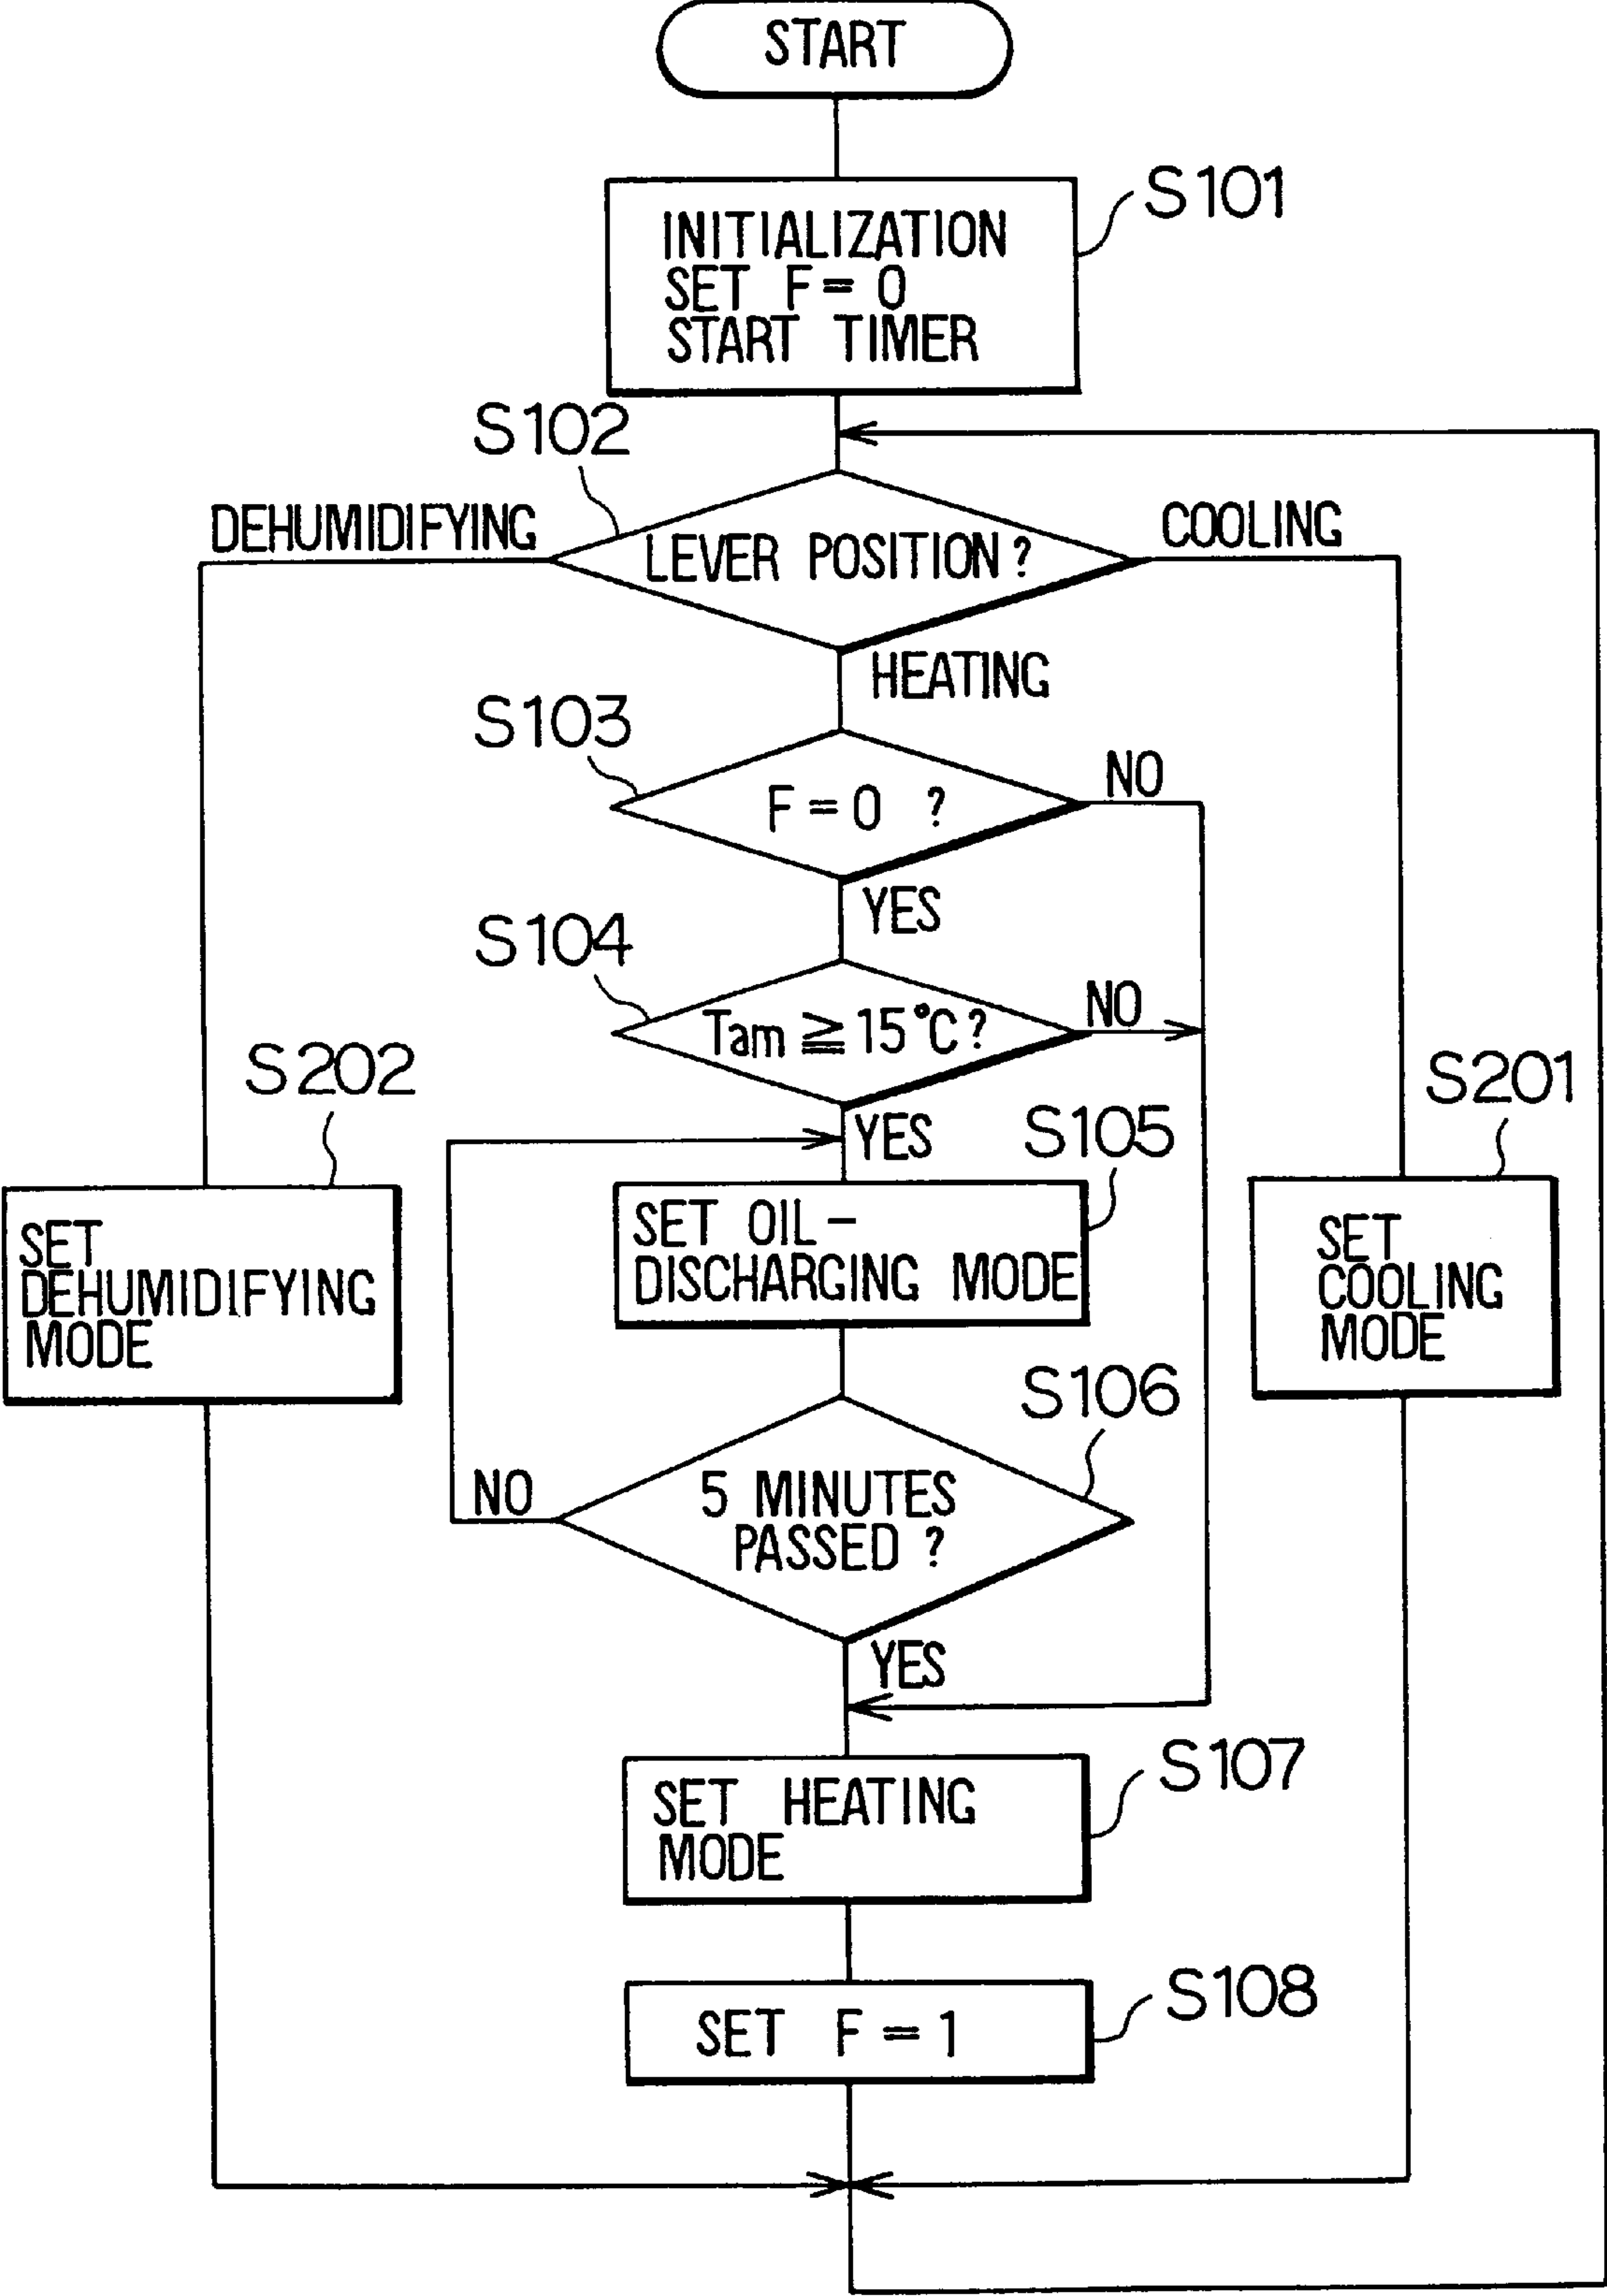 START
S101
INITIALIZATION
SET F = 0
START TIMER
S102
DEHUMIDIFYING
COOLING
LEVER POSITION ?
HEATING
S103
NO
F = 0 ?
YES
S104
NO
Tam ≧ 15°C ?
S202
S201
YES
S105
SET
DEHUMIDIFYING
MODE
SET OIL-
DISCHARGING MODE
SET
COOLING
MODE
S106
NO
5 MINUTES
PASSED ?
YES
S107
SET HEATING
MODE
S108
SET F = 1